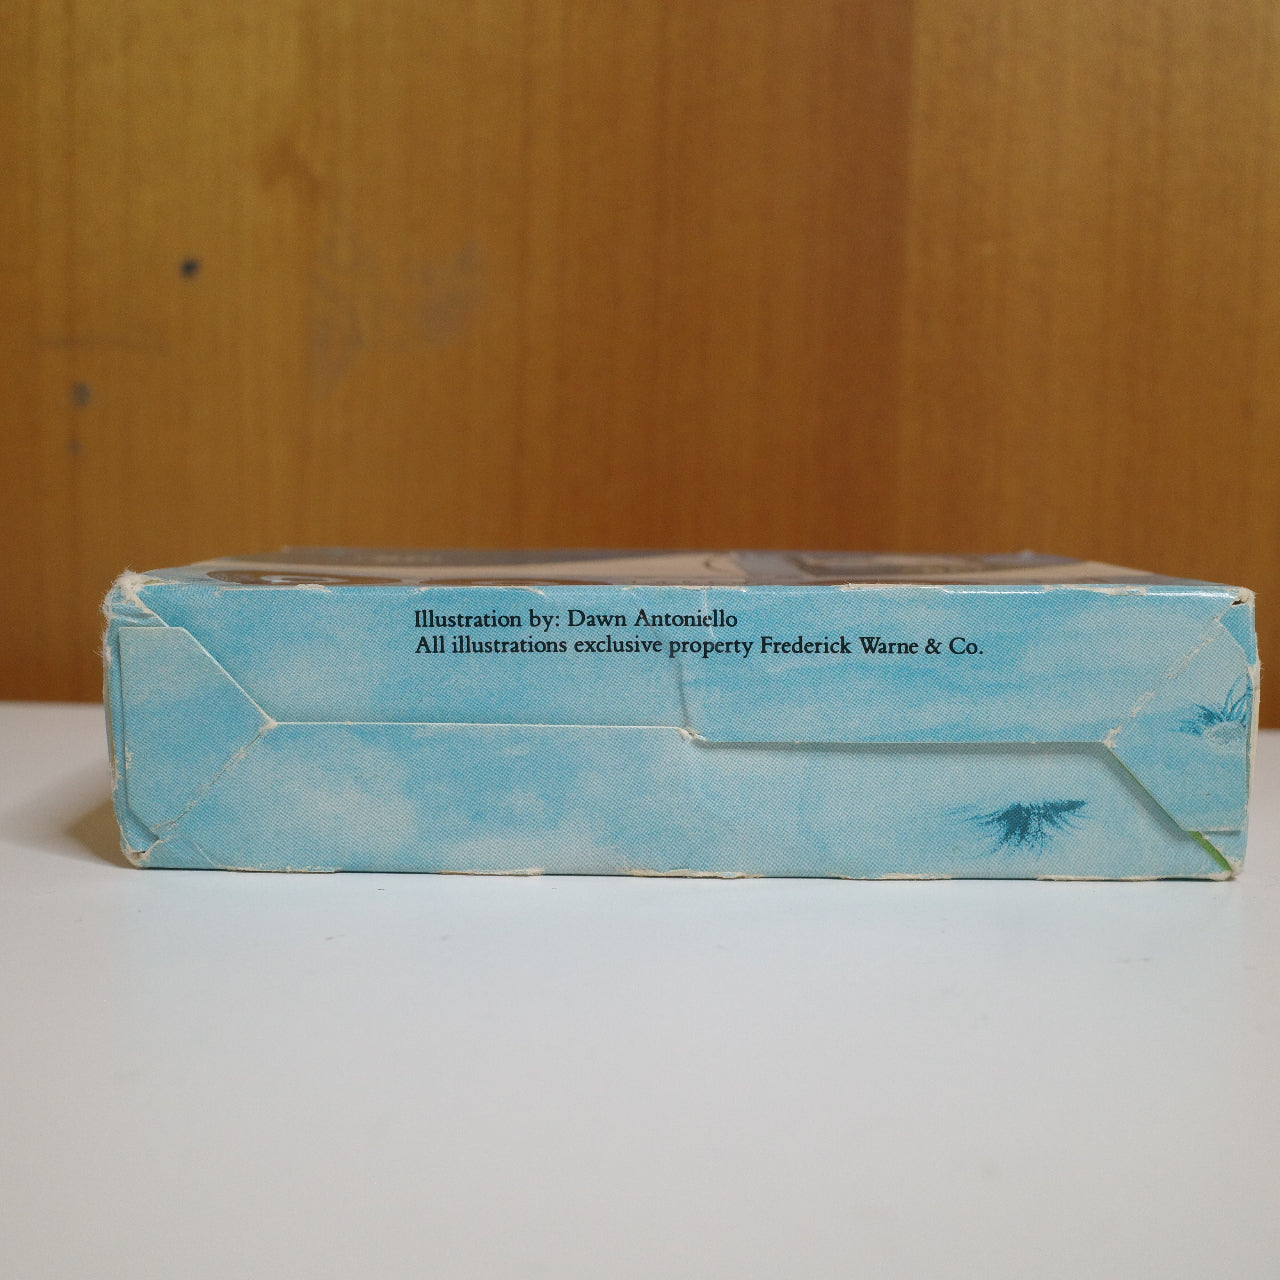 Illustration by: Dawn Antoniello
All illustrations exclusive property Frederick Warne & Co.